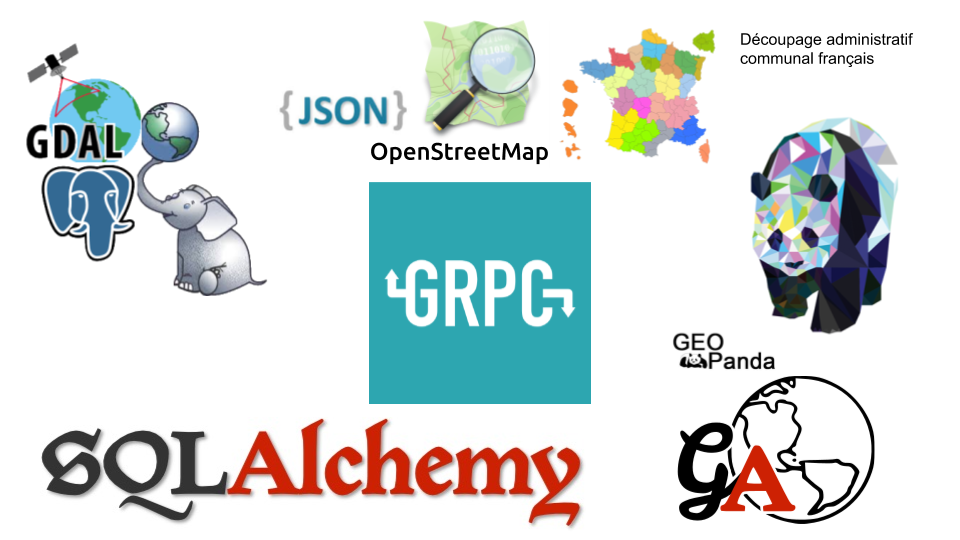 Découpage administratif
communal français
{JSON}
GDAL
OpenStreetMap
GRPC
GEO
Panda
SQLAlchemy
GA